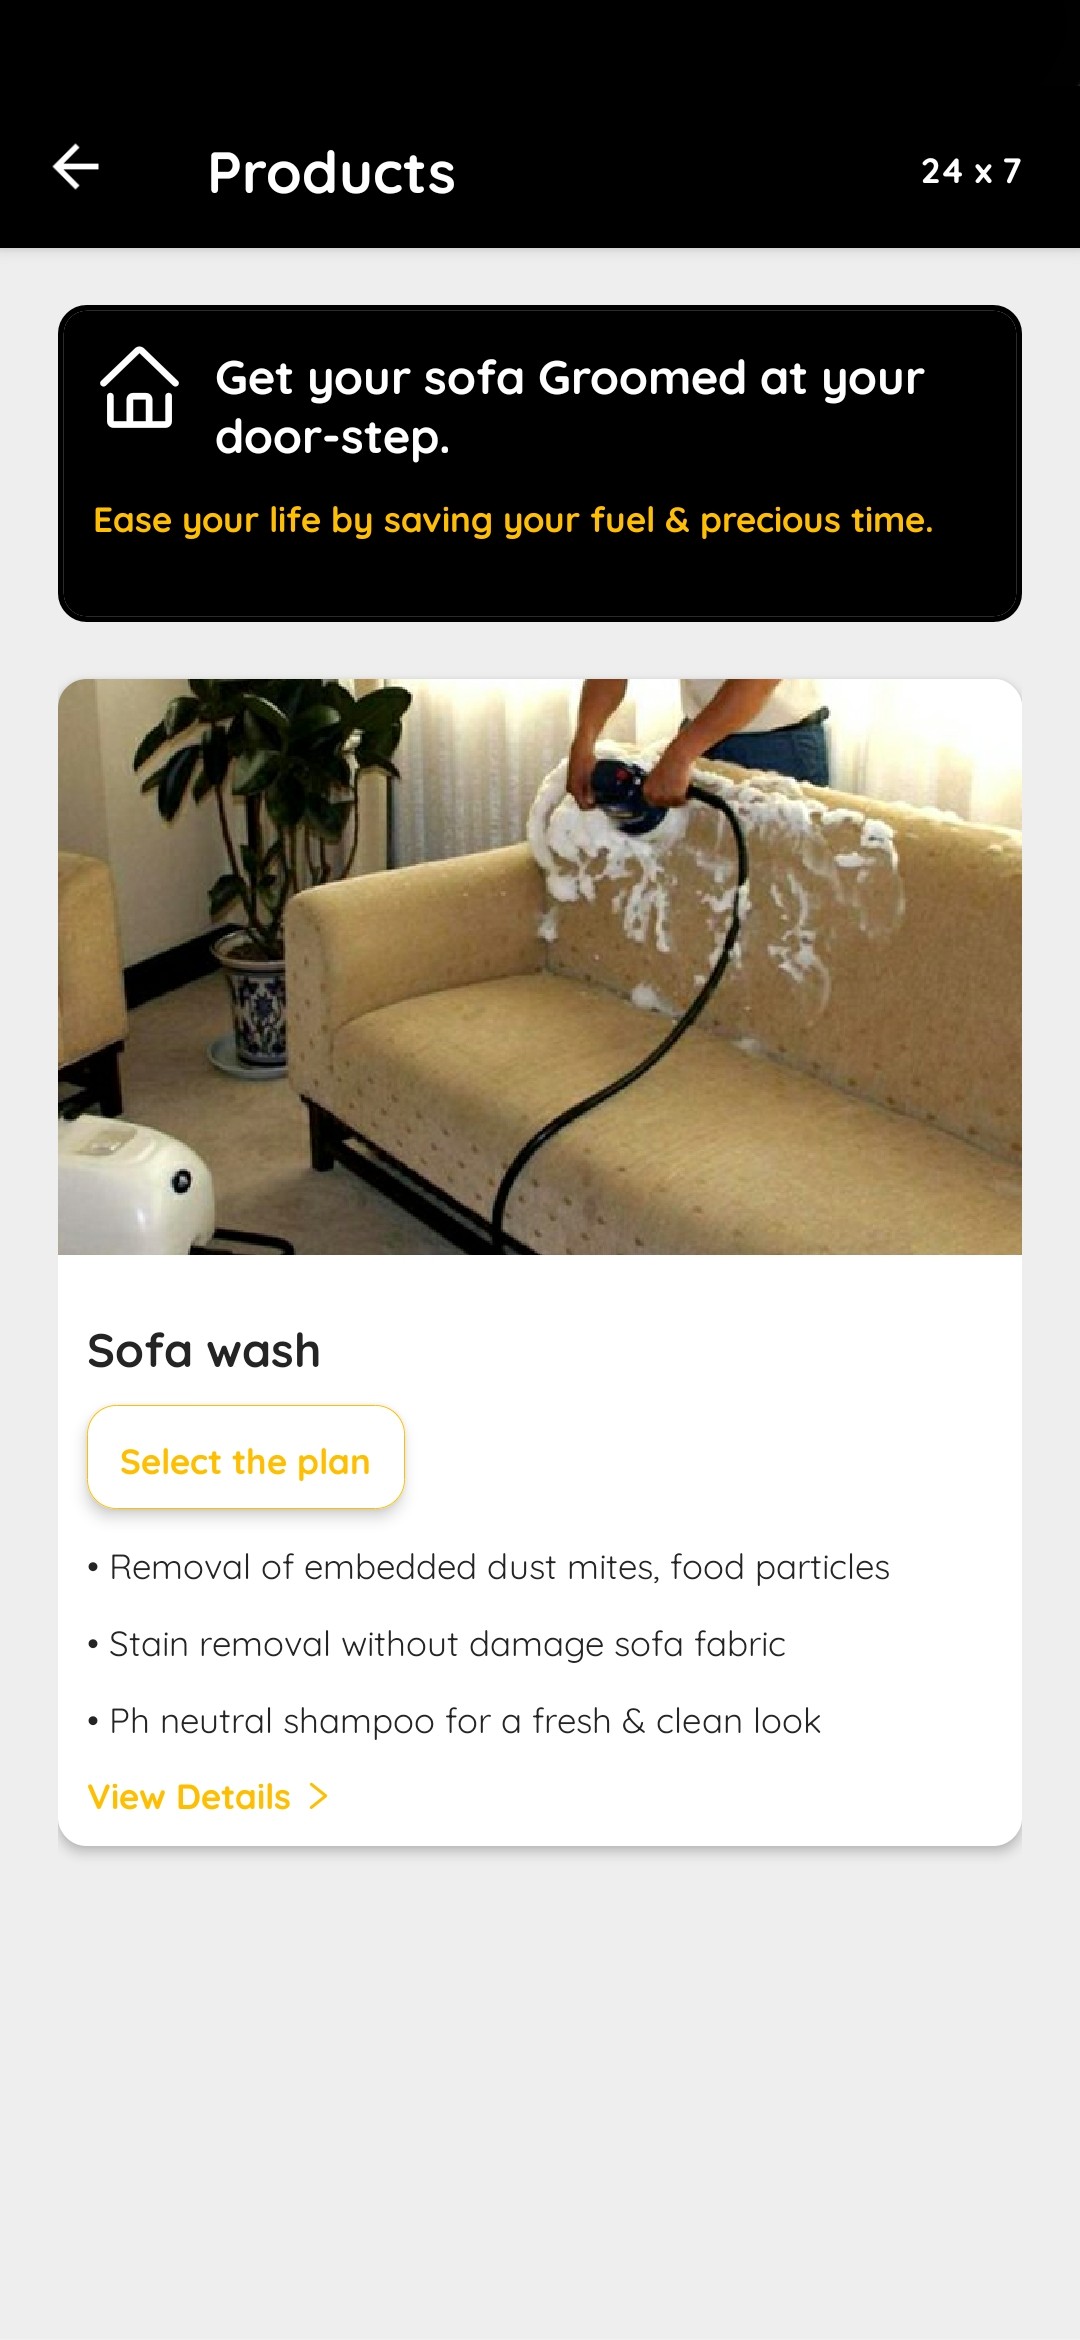 Products
24 x 7
Get your sofa Groomed at your
door-step.
Ease your life by saving your fuel & precious time.
Sofa wash
Select the plan
• Removal of embedded dust mites, food particles
• Stain removal without damage sofa fabric
• Ph neutral shampoo for a fresh & clean look
View Details >